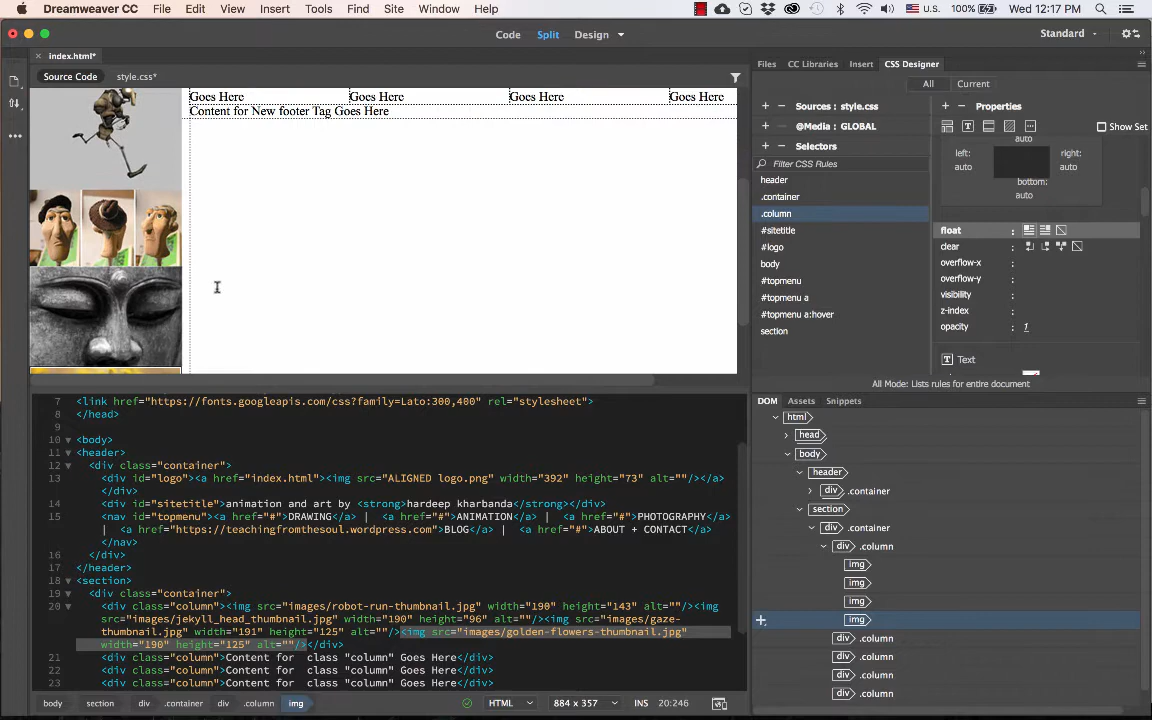 Dreamweaver CC File Edit View Insert Tools Find Site Window Help U.S. 100% Wed 12:17 PM
Code Split Design Standard
× index.html*
Source Code style.css*
Files CC Libraries Insert CSS Designer
All Current
Goes Here Goes Here Goes Here Goes Here
Content for New footer Tag Goes Here
+ − Sources : style.css
+ − @Media : GLOBAL
+ − Selectors
Filter CSS Rules
header
.container
.column
#sitetitle
#logo
body
#topmenu
#topmenu a
#topmenu a:hover
section
+ − Properties
Show Set
auto
left: right:
auto auto
bottom:
auto
float :
clear :
overflow-x :
overflow-y :
visibility :
z-index :
opacity : 1
T Text
All Mode: Lists rules for entire document
7 <link href="https://fonts.googleapis.com/css?family=Lato:300,400" rel="stylesheet">
8 </head>
9
10 <body>
11 <header>
12 <div class="container">
13 <div id="logo"><a href="index.html"><img src="ALIGNED logo.png" width="392" height="73" alt=""/></a>
</div>
14 <div id="sitetitle">animation and art by <strong>hardeep kharbanda</strong></div>
15 <nav id="topmenu"><a href="#">DRAWING</a> | <a href="#">ANIMATION</a> | <a href="#">PHOTOGRAPHY</a>
| <a href="https://teachingfromthesoul.wordpress.com">BLOG</a> | <a href="#">ABOUT + CONTACT</a>
</nav>
16 </div>
17 </header>
18 <section>
19 <div class="container">
20 <div class="column"><img src="images/robot-run-thumbnail.jpg" width="190" height="143" alt=""/><img
src="images/jekyll_head_thumbnail.jpg" width="190" height="96" alt=""/><img src="images/gaze-
thumbnail.jpg" width="191" height="125" alt=""/><img src="images/golden-flowers-thumbnail.jpg"
width="190" height="125" alt=""/></div>
21 <div class="column">Content for class "column" Goes Here</div>
22 <div class="column">Content for class "column" Goes Here</div>
23 <div class="column">Content for class "column" Goes Here</div>
DOM Assets Snippets
html
head
body
header
div .container
section
div .container
div .column
img
img
img
img
div .column
div .column
div .column
div .column
body section div .container div .column img HTML 884 x 357 INS 20:246